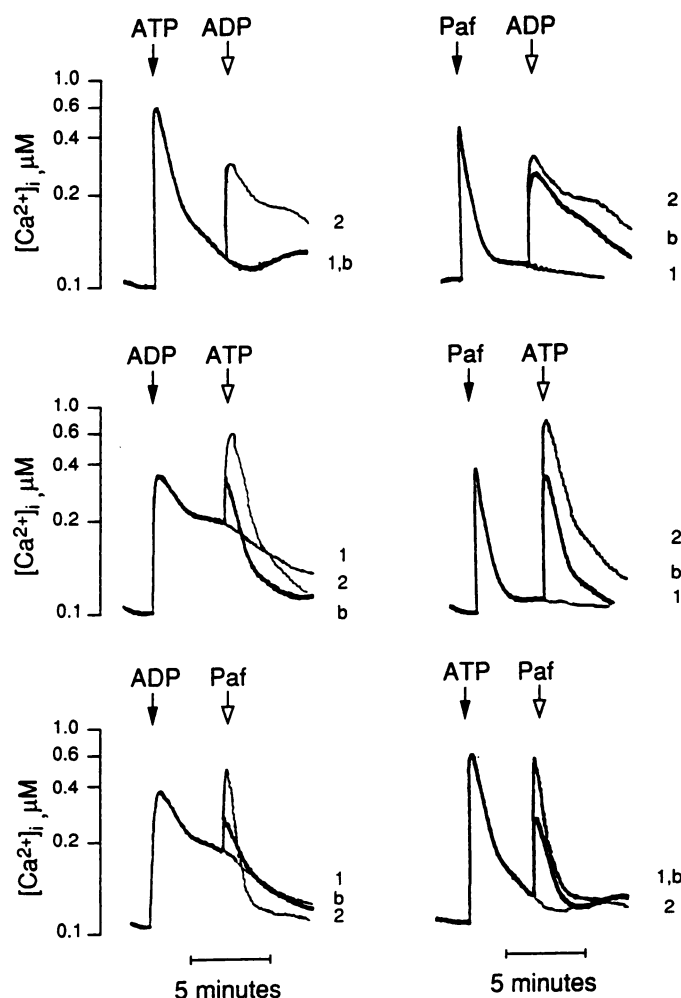 ATP ADP
[Ca2+]i ,μM
1.0
0.6
0.4
0.2
0.1
2
1,b
Paf ADP
2
b
1
ADP ATP
[Ca2+]i ,μM
1.0
0.6
0.4
0.2
0.1
1
2
b
Paf ATP
2
b
1
ADP Paf
[Ca2+]i ,μM
1.0
0.6
0.4
0.2
0.1
1
b
2
5 minutes
ATP Paf
1,b
2
5 minutes